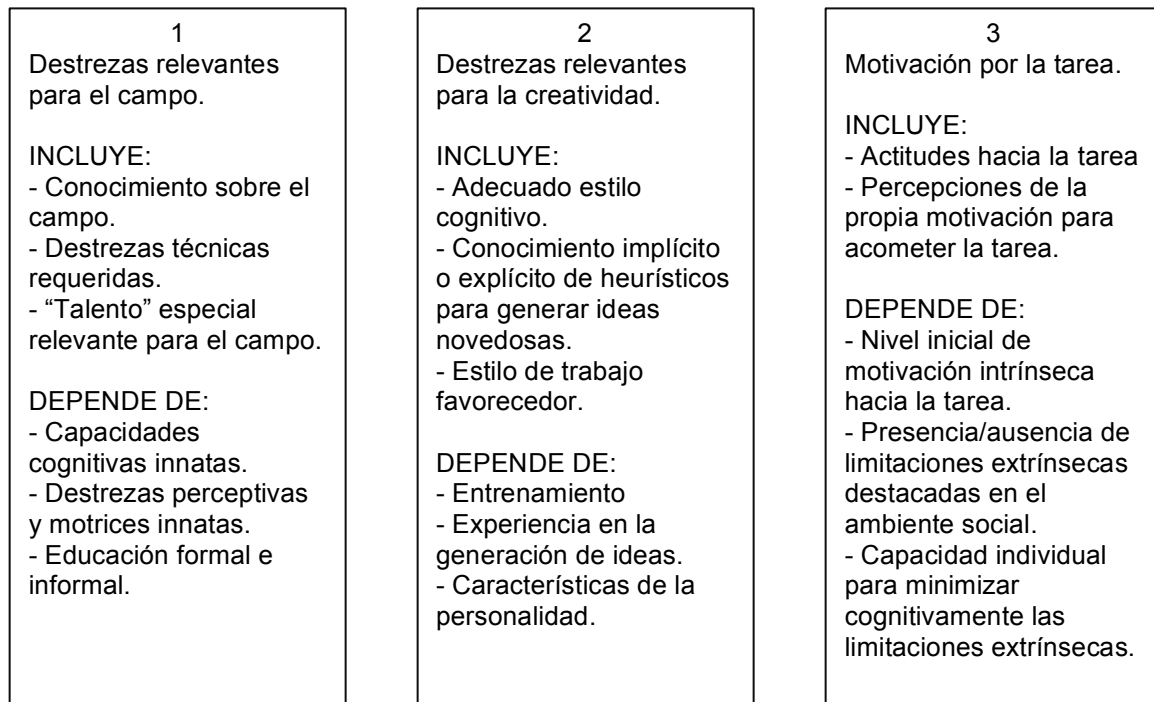 1
Destrezas relevantes
para el campo.
INCLUYE:
- Conocimiento sobre el
campo.
- Destrezas técnicas
requeridas.
- “Talento” especial
relevante para el campo.
DEPENDE DE:
- Capacidades
cognitivas innatas.
- Destrezas perceptivas
y motrices innatas.
- Educación formal e
informal.
2
Destrezas relevantes
para la creatividad.
INCLUYE:
- Adecuado estilo
cognitivo.
- Conocimiento implícito
o explícito de heurísticos
para generar ideas
novedosas.
- Estilo de trabajo
favorecedor.
DEPENDE DE:
- Entrenamiento
- Experiencia en la
generación de ideas.
- Características de la
personalidad.
3
Motivación por la tarea.
INCLUYE:
- Actitudes hacia la tarea
- Percepciones de la
propia motivación para
acometer la tarea.
DEPENDE DE:
- Nivel inicial de
motivación intrínseca
hacia la tarea.
- Presencia/ausencia de
limitaciones extrínsecas
destacadas en el
ambiente social.
- Capacidad individual
para minimizar
cognitivamente las
limitaciones extrínsecas.